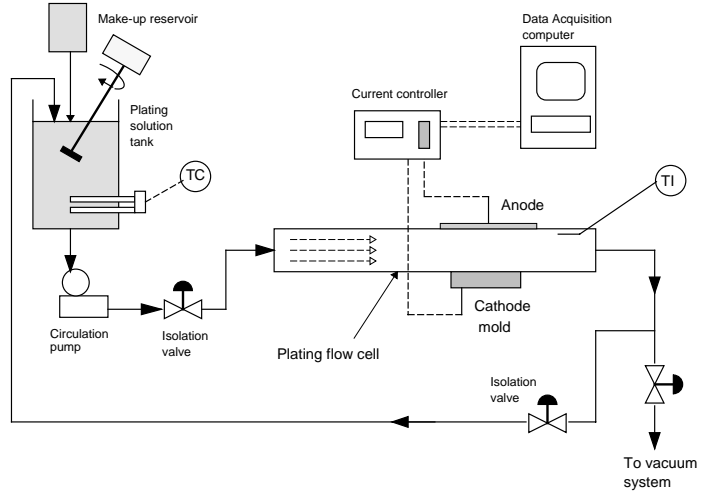 Make-up reservoir
Data Acquisition
computer
Current controller
Plating
solution
tank
TC
TI
Anode
Cathode
mold
Circulation
pump
Isolation
valve
Plating flow cell
Isolation
valve
To vacuum
system